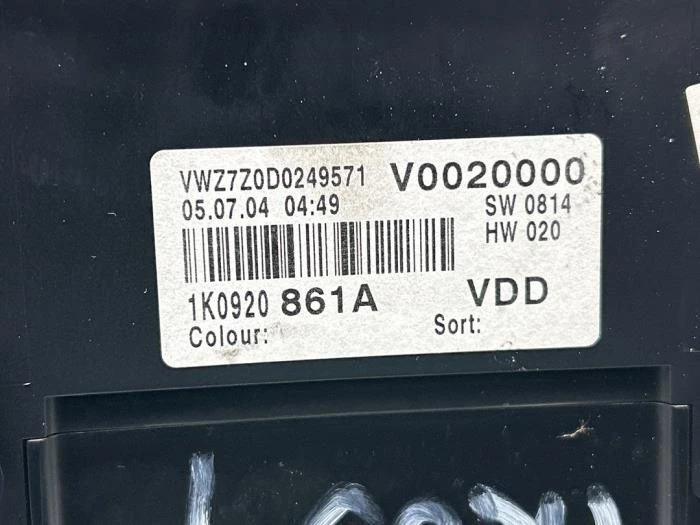 VWZ7Z0D0249571 V0020000
05.07.04 04:49 SW 0814
HW 020
1K0920 861A VDD
Colour: Sort: